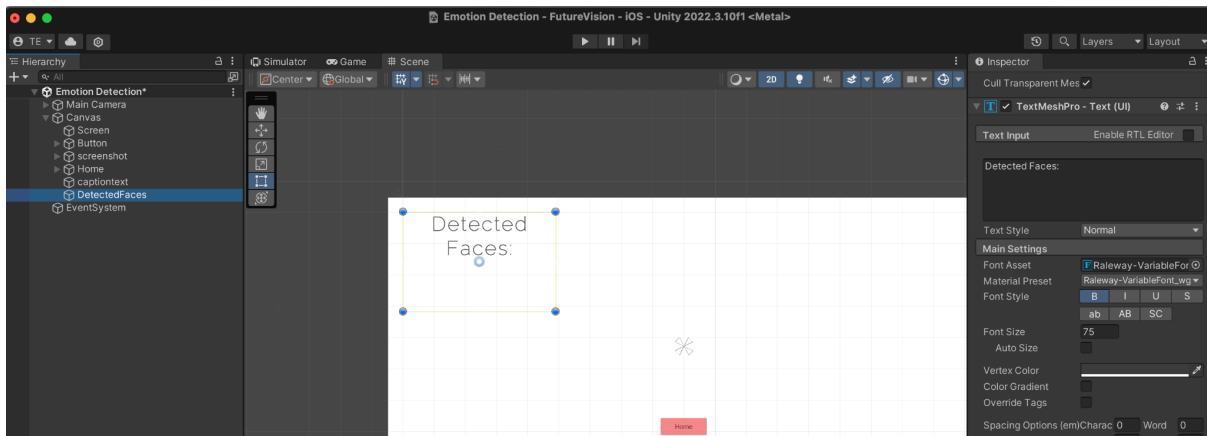 Emotion Detection - FutureVision - iOS - Unity 2022.3.10f1 <Metal>
TE
Layers
Layout
Hierarchy
All
Emotion Detection*
Main Camera
Canvas
Screen
Button
screenshot
Home
captiontext
DetectedFaces
EventSystem
Simulator
Game
Scene
Center
Global
2D
Detected
Faces:
Home
Inspector
Cull Transparent Mes
TextMeshPro - Text (UI)
Text Input Enable RTL Editor
Detected Faces:
Text Style Normal
Main Settings
Font Asset Raleway-VariableFor
Material Preset Raleway-VariableFont_wg
Font Style B I U S
ab AB SC
Font Size 75
Auto Size
Vertex Color
Color Gradient
Override Tags
Spacing Options (em)Charac 0 Word 0